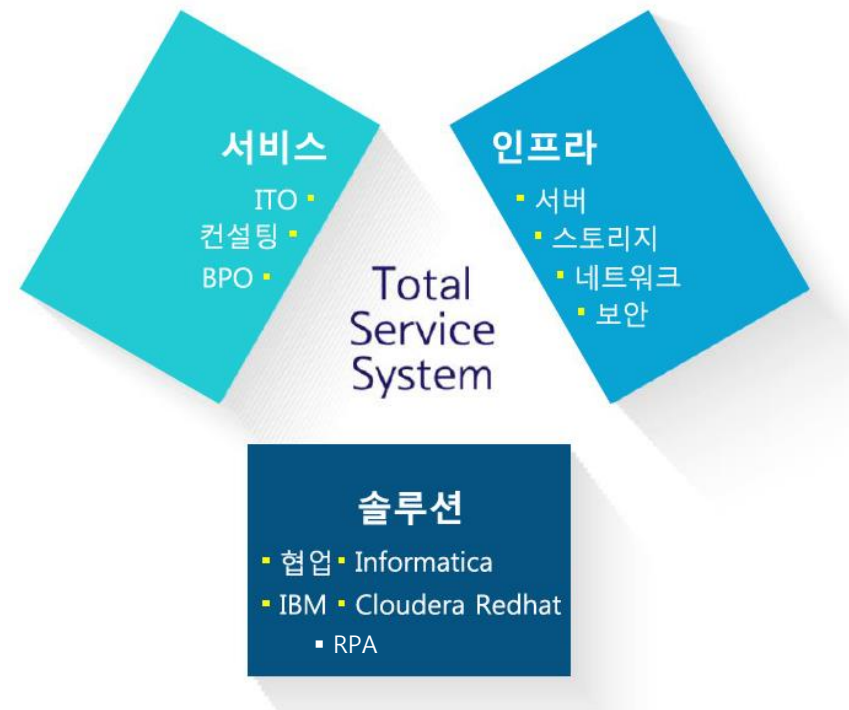 서비스
ITO ▪
컨설팅 ▪
BPO ▪
인프라
▪ 서버
▪ 스토리지
▪ 네트워크
▪ 보안
Total
Service
System
솔루션
▪ 협업 ▪ Informatica
▪ IBM ▪ Cloudera Redhat
▪ RPA